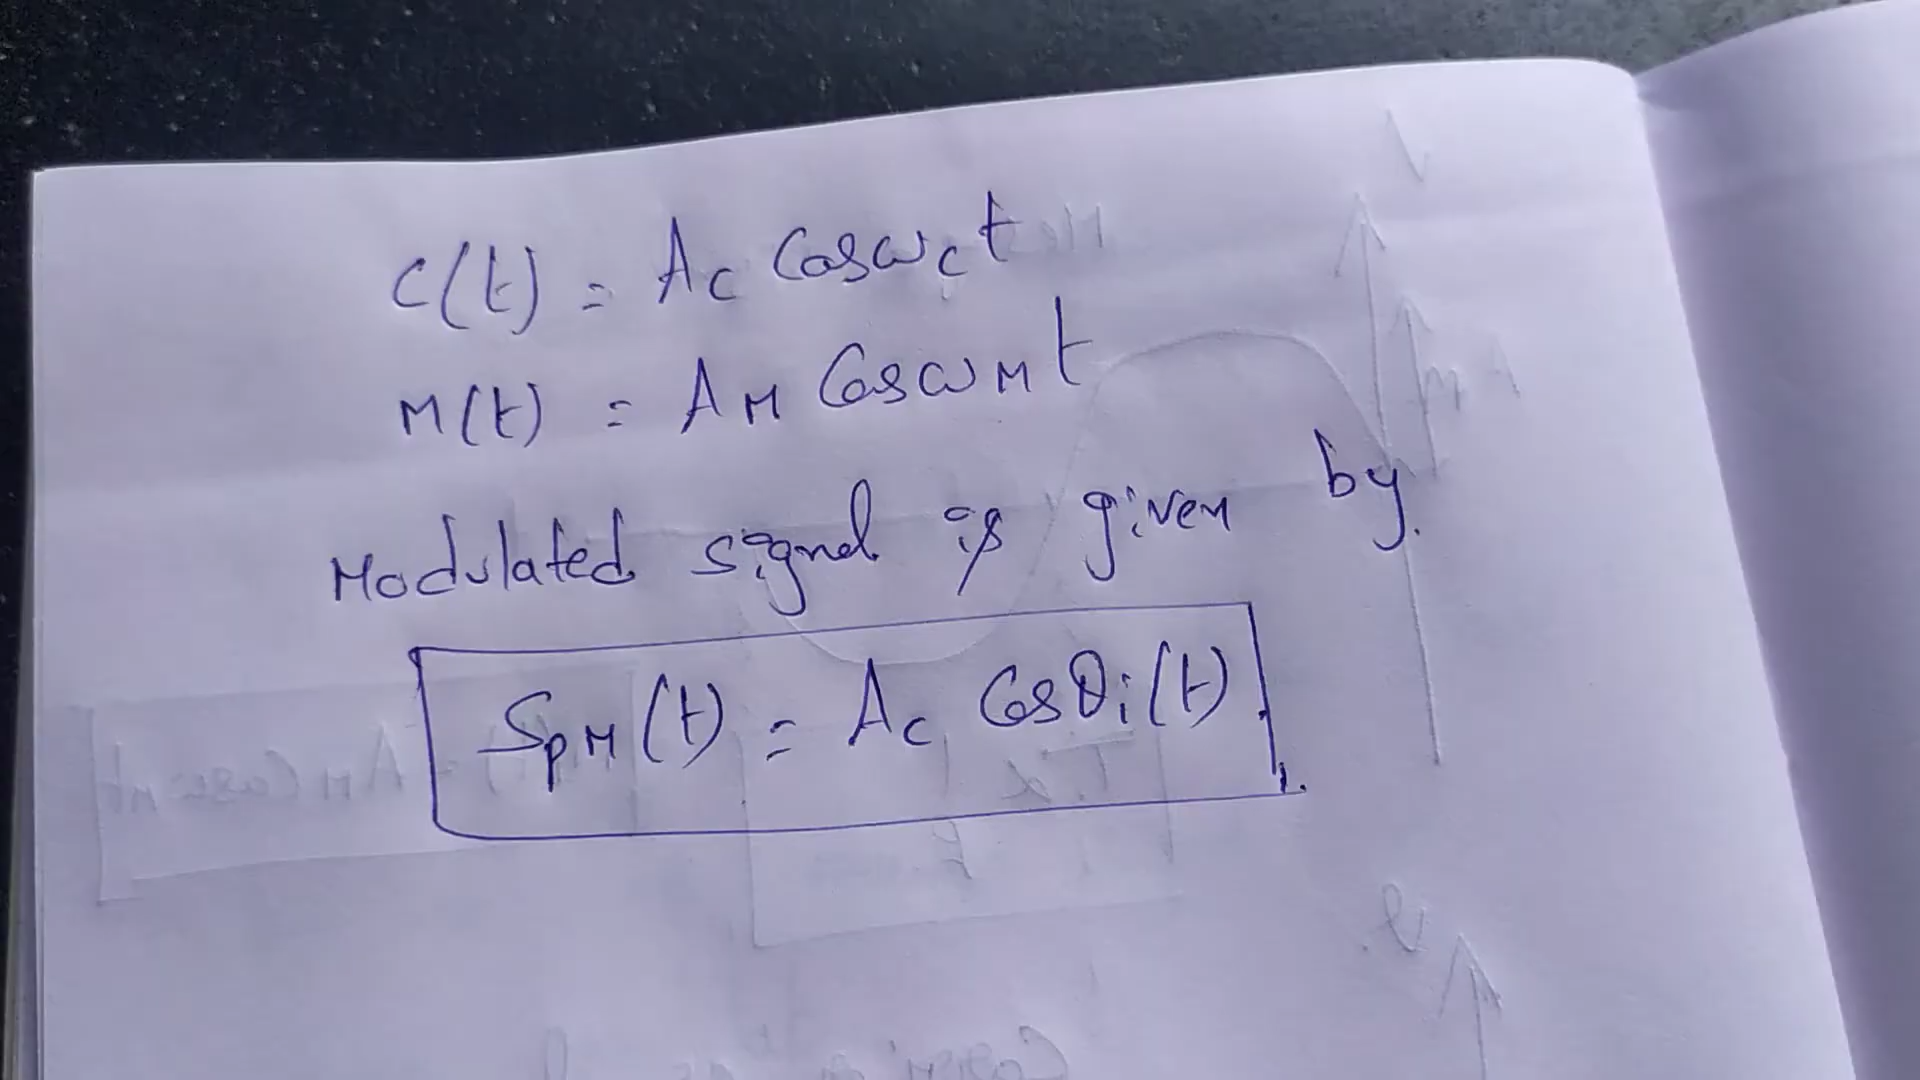 C(t) = Ac Cosωct
M(t) = AM CosωMt
Modulated signal is given by.
SPM(t) = Ac Cosθi(t).